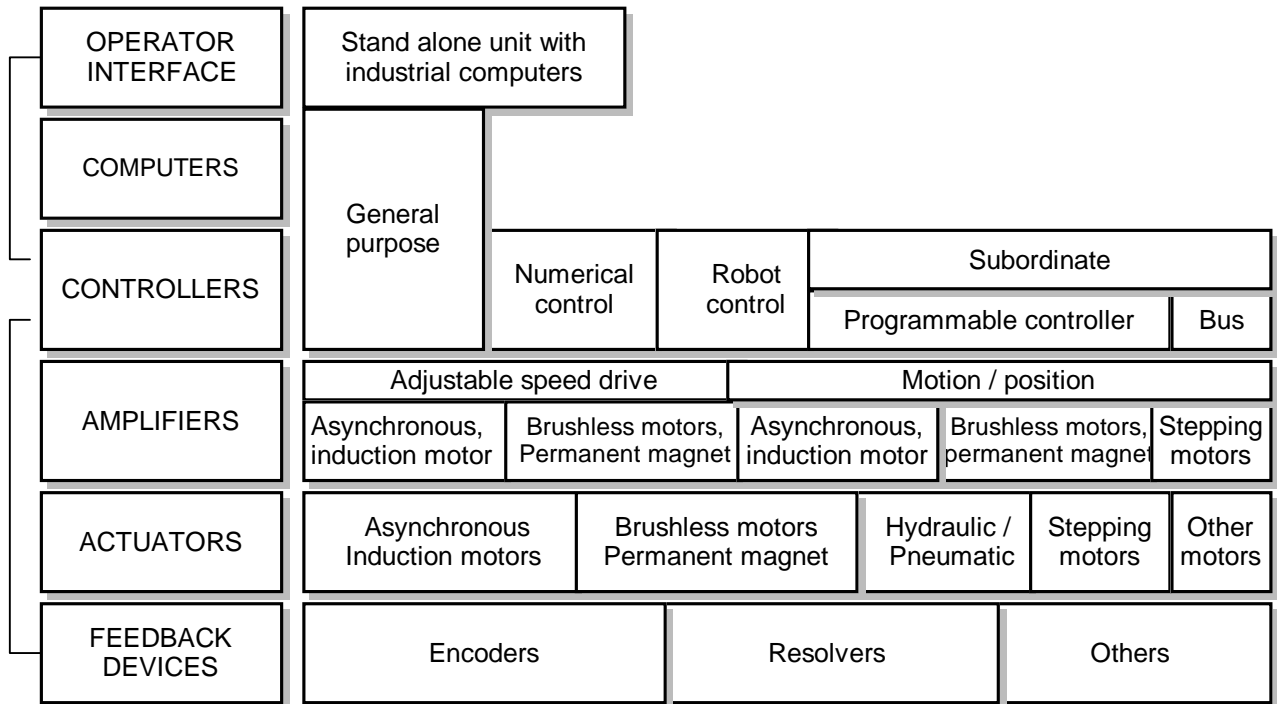 OPERATOR
INTERFACE
Stand alone unit with
industrial computers
COMPUTERS
General
purpose
CONTROLLERS
Numerical
control
Robot
control
Subordinate
Programmable controller
Bus
AMPLIFIERS
Adjustable speed drive
Motion / position
Asynchronous,
induction motor
Brushless motors,
Permanent magnet
Asynchronous,
induction motor
Brushless motors,
permanent magnet
Stepping
motors
ACTUATORS
Asynchronous
Induction motors
Brushless motors
Permanent magnet
Hydraulic /
Pneumatic
Stepping
motors
Other
motors
FEEDBACK
DEVICES
Encoders
Resolvers
Others